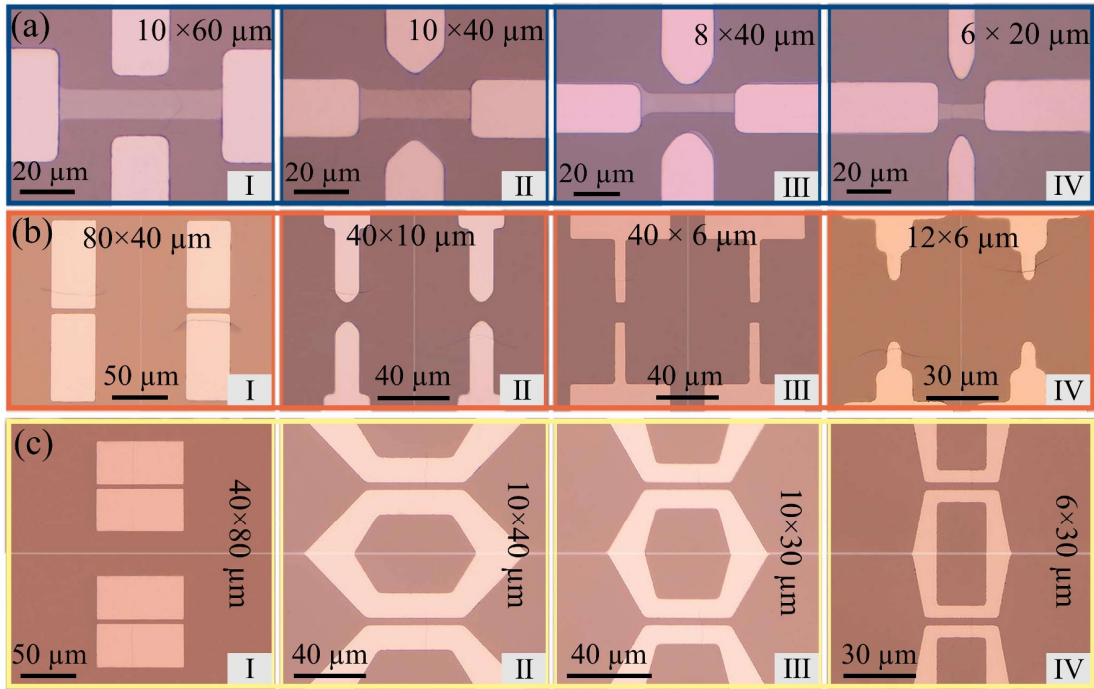 (a)
10 ×60 μm
20 μm
I
10 ×40 μm
20 μm
II
8 ×40 μm
20 μm
III
6 × 20 μm
20 μm
IV
(b)
80×40 μm
50 μm
I
40×10 μm
40 μm
II
40 × 6 μm
40 μm
III
12×6 μm
30 μm
IV
(c)
40×80 μm
50 μm
I
10×40 μm
40 μm
II
10×30 μm
40 μm
III
6×30 μm
30 μm
IV